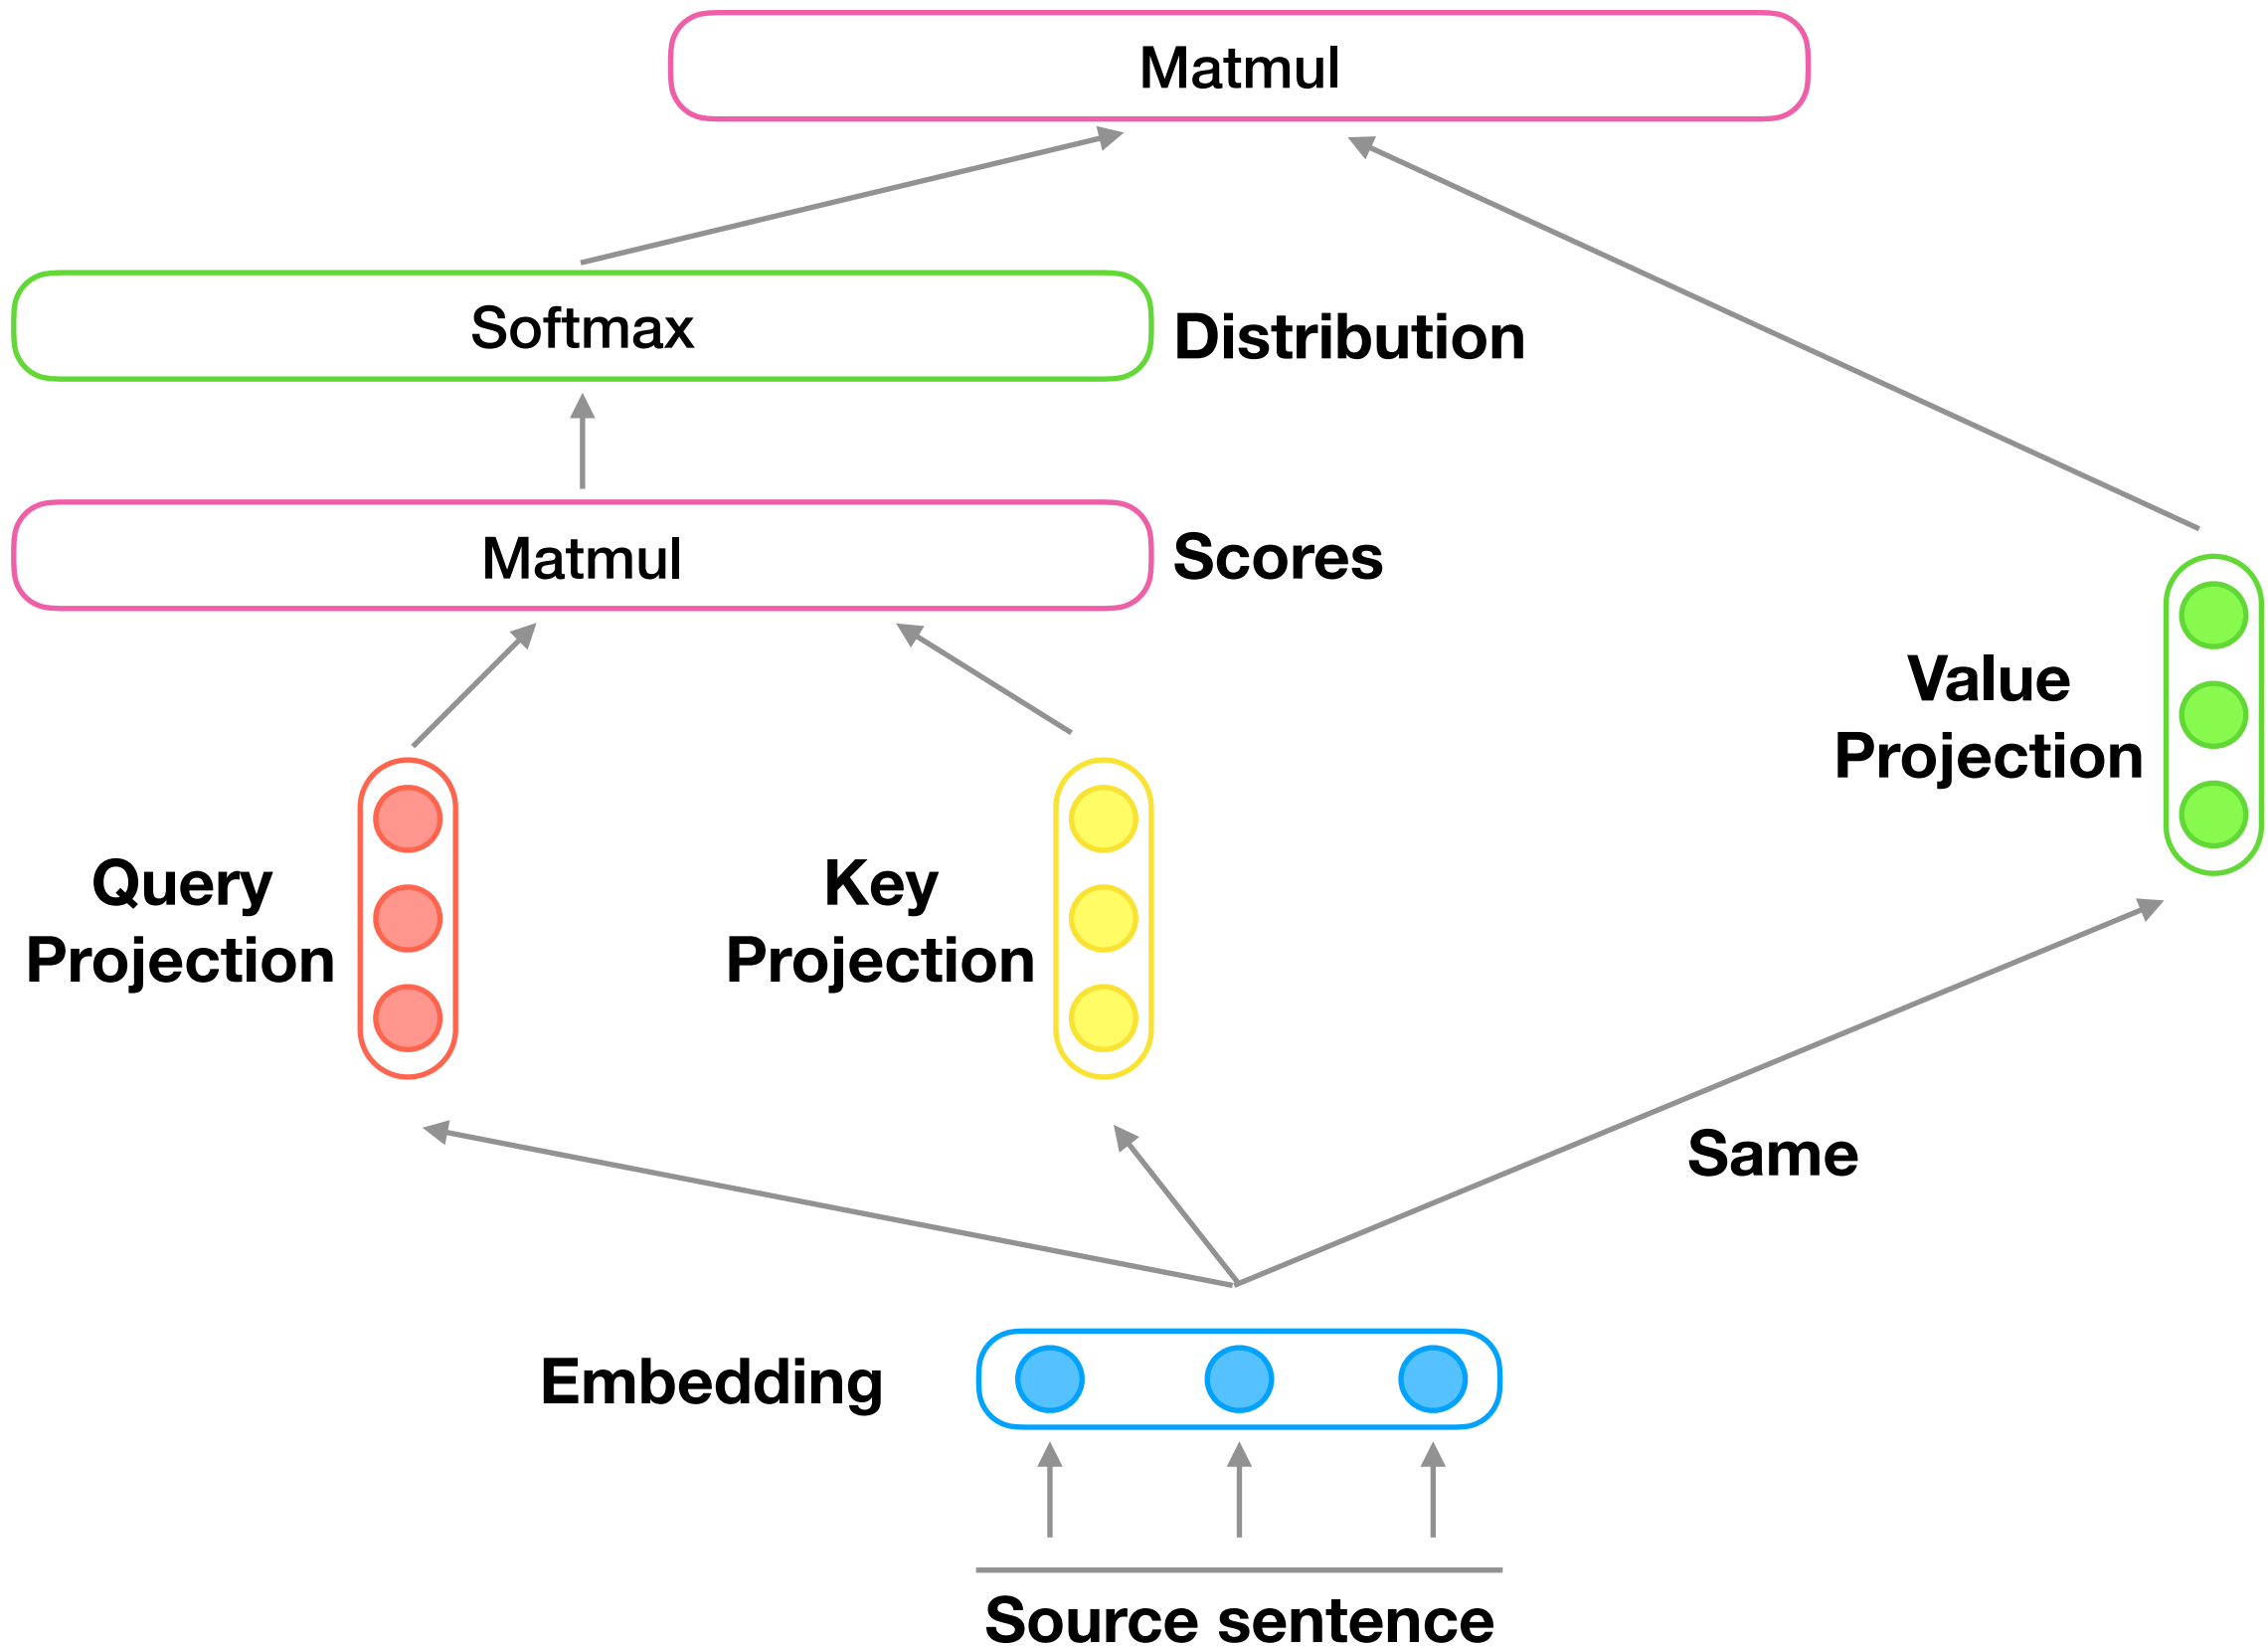 Matmul
Softmax
Distribution
Matmul
Scores
Value
Projection
Query
Projection
Key
Projection
Same
Embedding
Source sentence